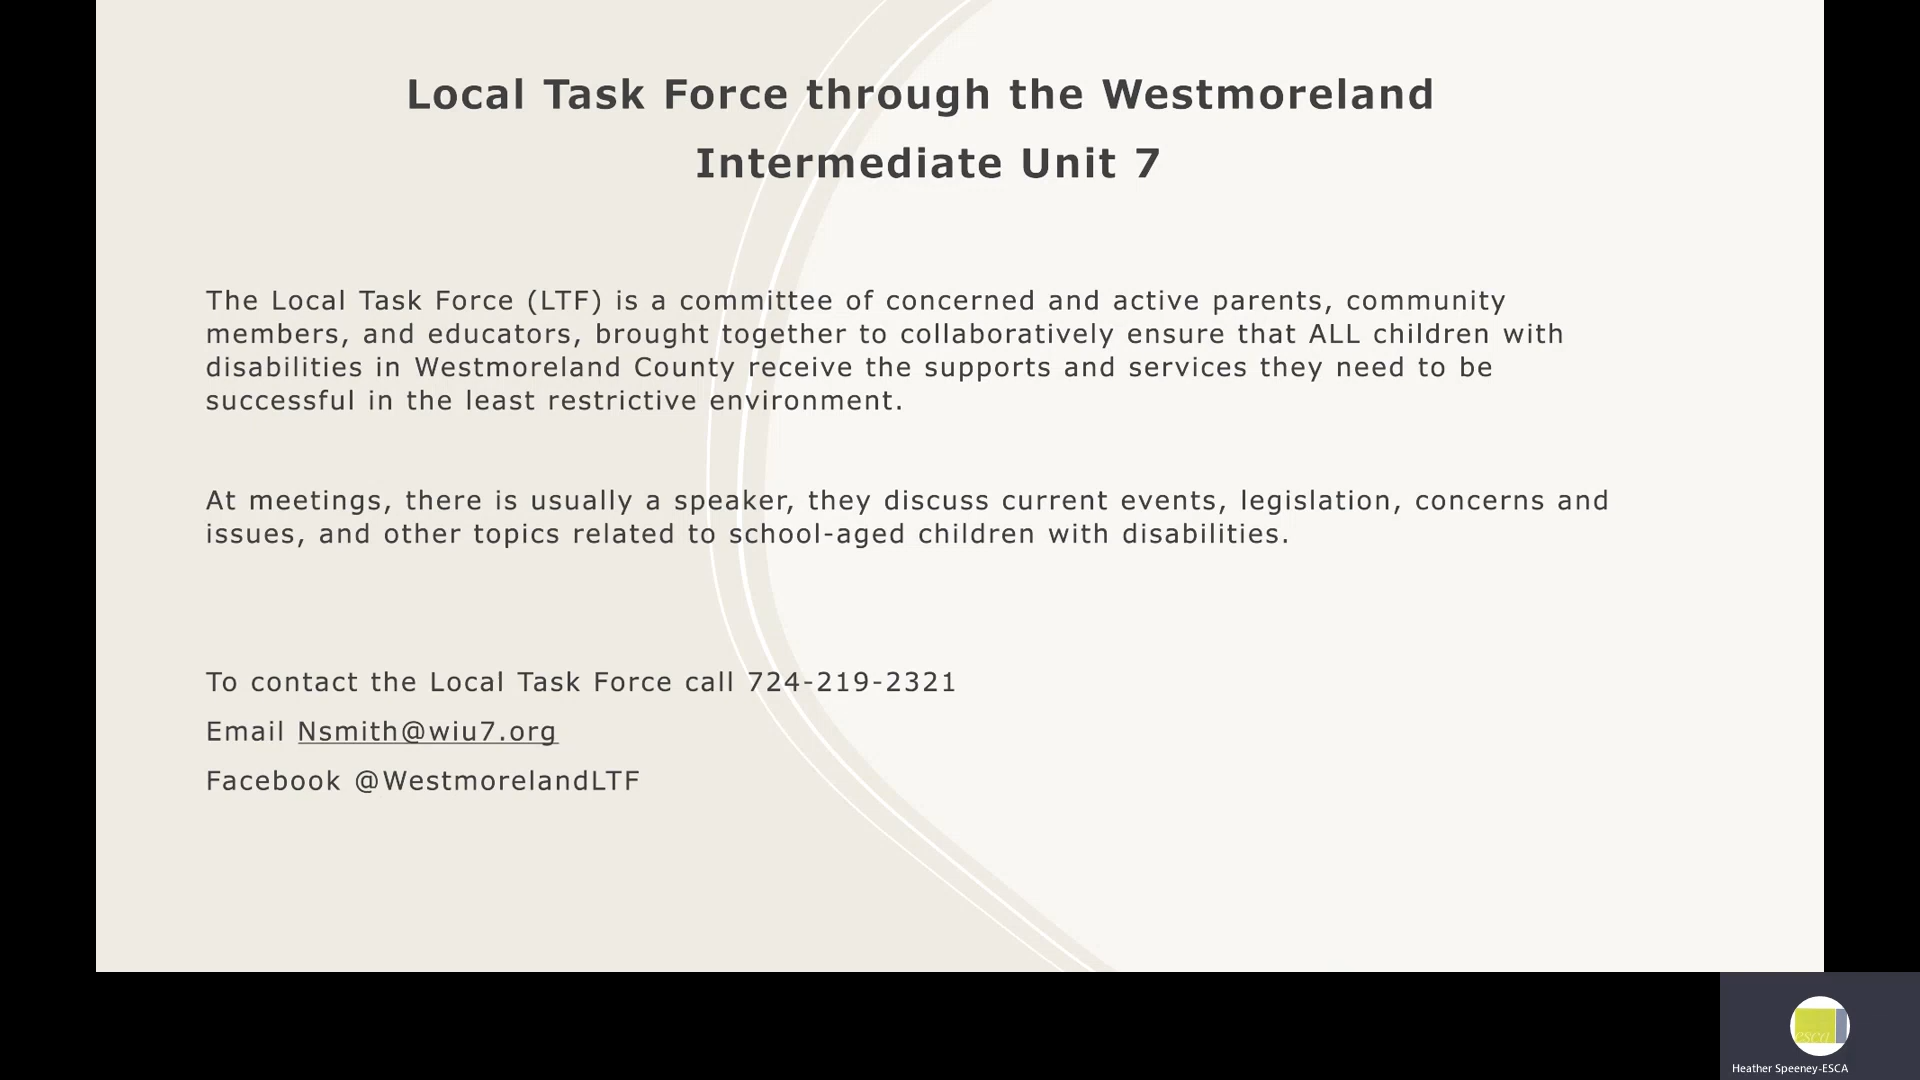 Local Task Force through the Westmoreland
Intermediate Unit 7
The Local Task Force (LTF) is a committee of concerned and active parents, community
members, and educators, brought together to collaboratively ensure that ALL children with
disabilities in Westmoreland County receive the supports and services they need to be
successful in the least restrictive environment.
At meetings, there is usually a speaker, they discuss current events, legislation, concerns and
issues, and other topics related to school-aged children with disabilities.
To contact the Local Task Force call 724-219-2321
Email Nsmith@wiu7.org
Facebook @WestmorelandLTF
esca
Heather Speeney-ESCA